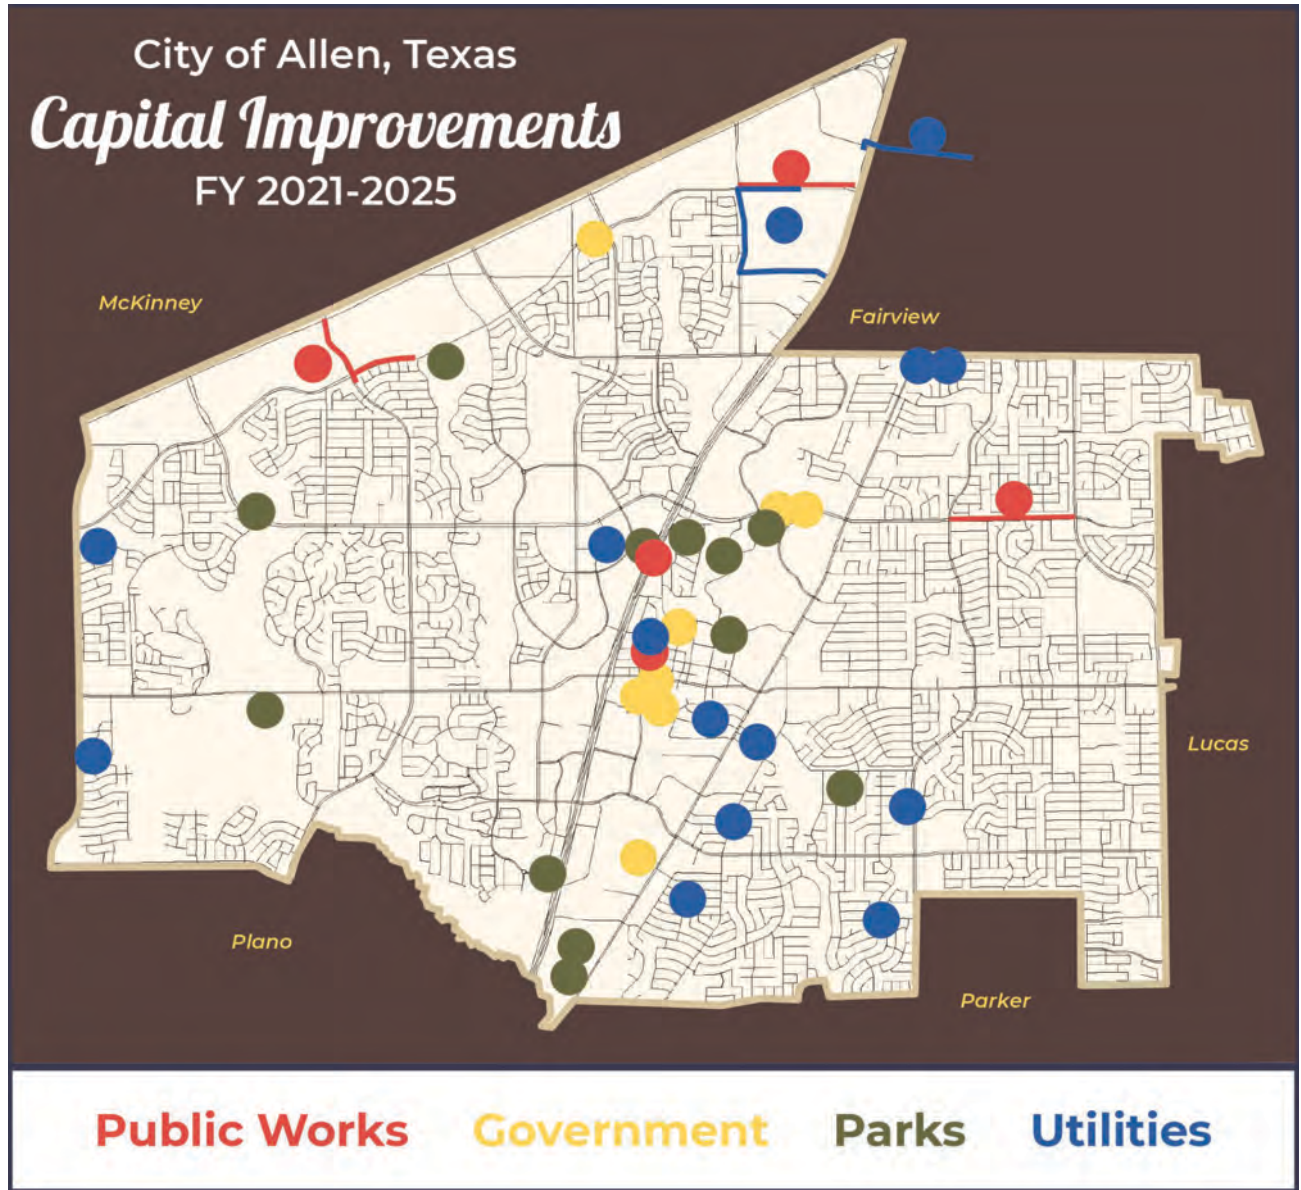 City of Allen, Texas
Capital Improvements
FY 2021-2025
McKinney
Fairview
Lucas
Plano
Parker
Public Works Government Parks Utilities